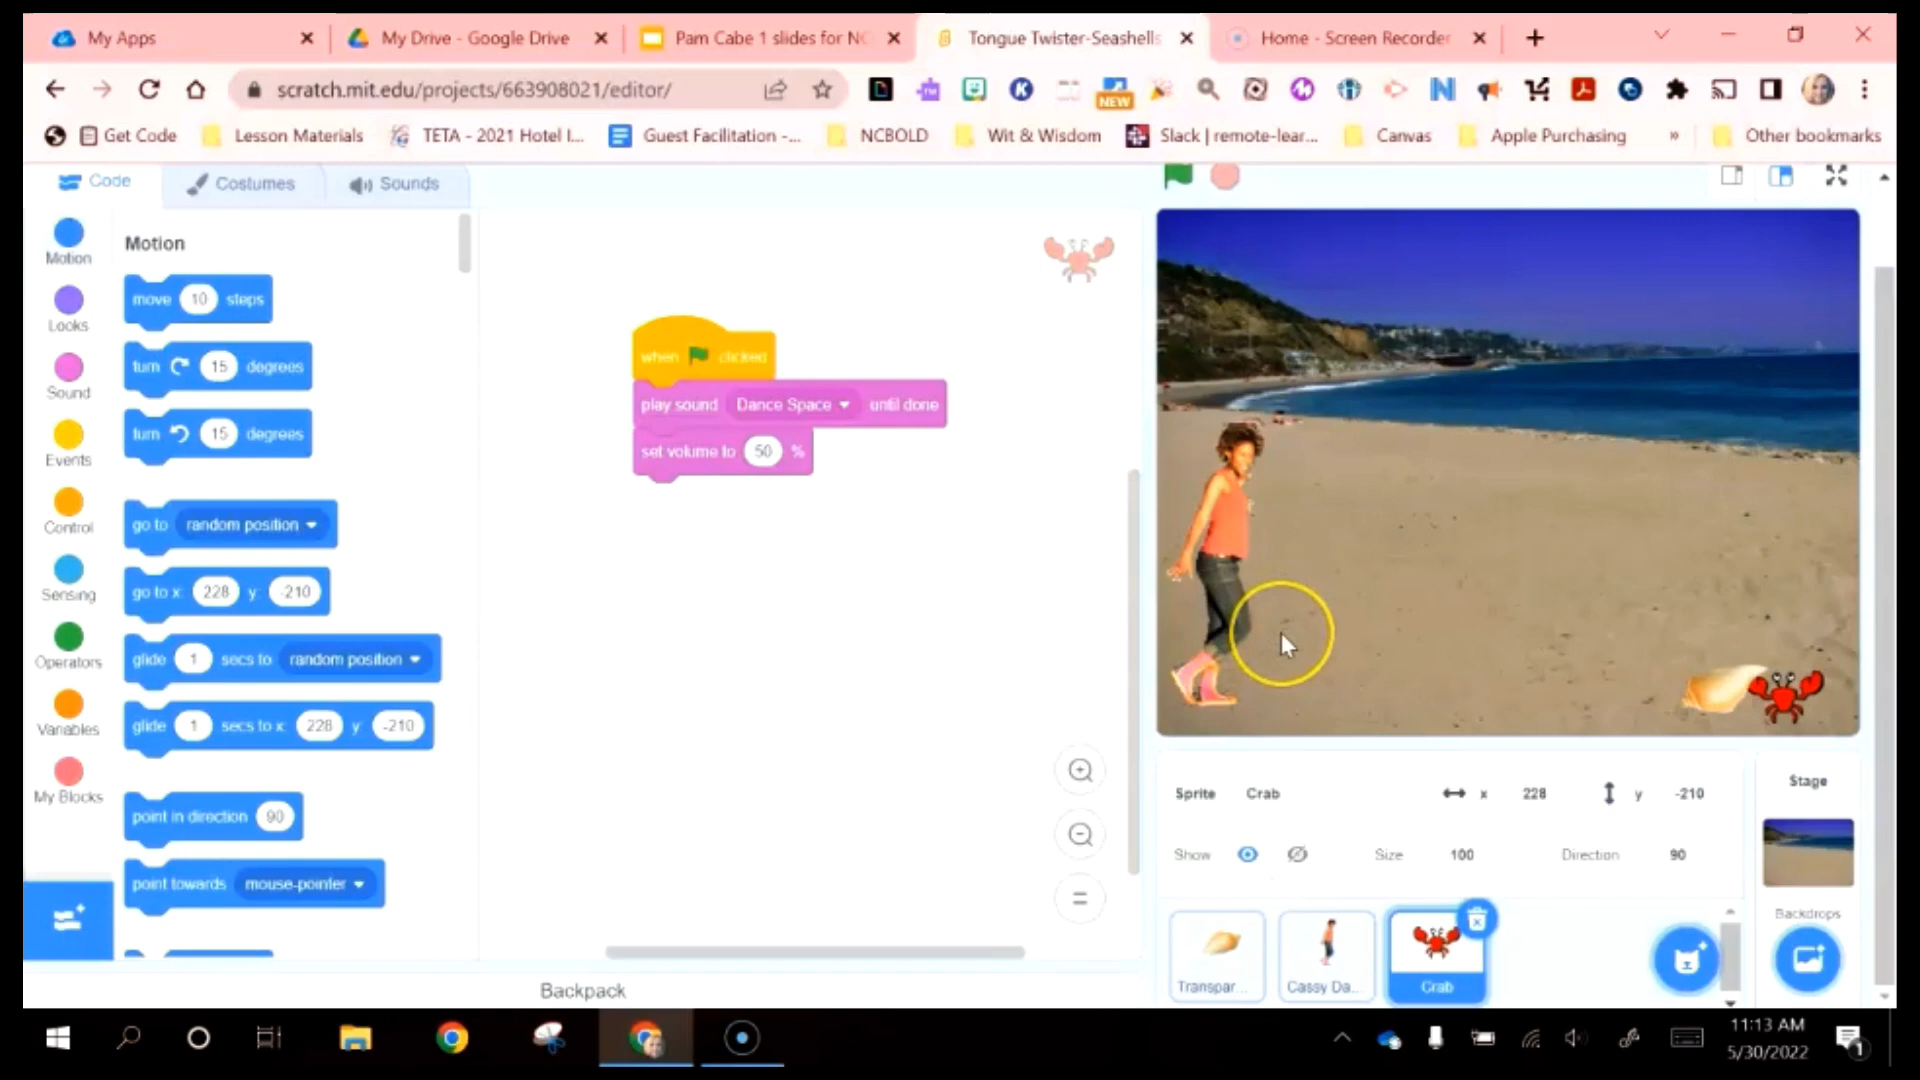 My Apps
My Drive - Google Drive
Pam Cabe 1 slides for NC
Tongue Twister-Seashells
Home - Screen Recorder
scratch.mit.edu/projects/663908021/editor/
NEW
Get Code
Lesson Materials
TETA - 2021 Hotel I...
Guest Facilitation -...
NCBOLD
Wit & Wisdom
Slack | remote-lear...
Canvas
Apple Purchasing
»
Other bookmarks
Code
Costumes
Sounds
Motion
Looks
Sound
Events
Control
Sensing
Operators
Variables
My Blocks
Motion
move 10 steps
turn 15 degrees
turn 15 degrees
go to random position
go to x: 228 y: -210
glide 1 secs to random position
glide 1 secs to x: 228 y: -210
point in direction 90
point towards mouse-pointer
when clicked
play sound Dance Space until done
set volume to 50 %
Backpack
Sprite Crab x 228 y -210
Show Size 100 Direction 90
Transpar...
Cassy Da...
Crab
Stage
Backdrops
11:13 AM
5/30/2022
1